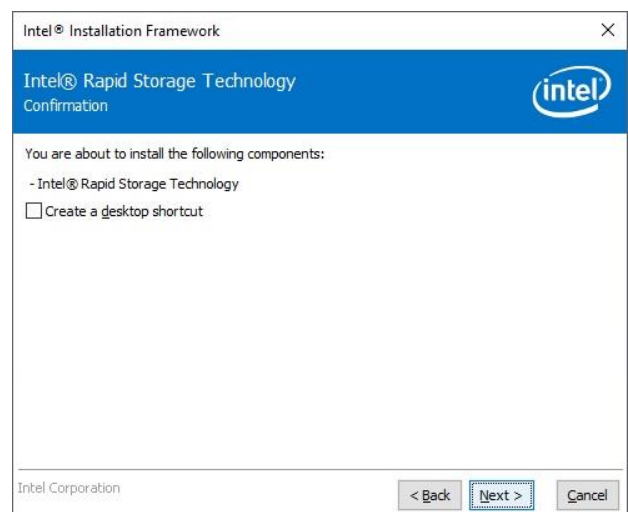 Intel® Installation Framework
Intel® Rapid Storage Technology
Confirmation
intel
You are about to install the following components:
- Intel® Rapid Storage Technology
Create a desktop shortcut
Intel Corporation
< Back Next > Cancel